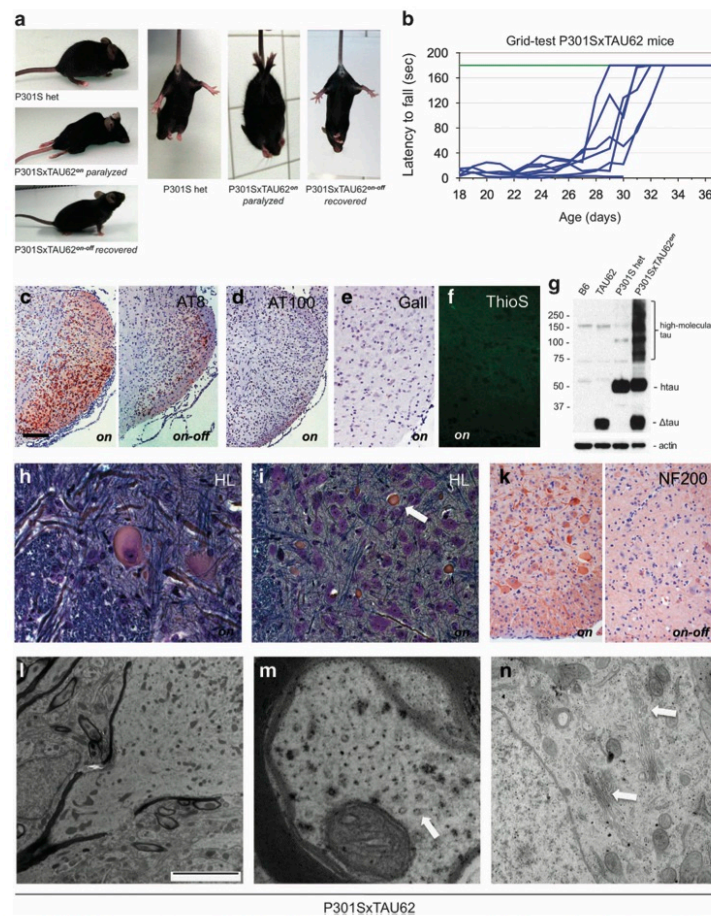 a
P301S het
P301SxTAU62on paralyzed
P301SxTAU62on-off recovered
P301S het
P301SxTAU62on
paralyzed
P301SxTAU62on-off
recovered
b
Grid-test P301SxTAU62 mice
Latency to fall (sec)
200
160
120
80
40
0
18 20 22 24 26 28 30 32 34 36
Age (days)
c
AT8
on
on-off
d
AT100
on
e
Gall
on
f
ThioS
on
g
B6
TAU62
P301S het
P301SxTAU62on
250 -
150 -
100 -
75 -
50 -
37 -
high-molecular
tau
- htau
- Δtau
- actin
h
HL
on
i
HL
on
k
NF200
on
on-off
l
m
n
P301SxTAU62